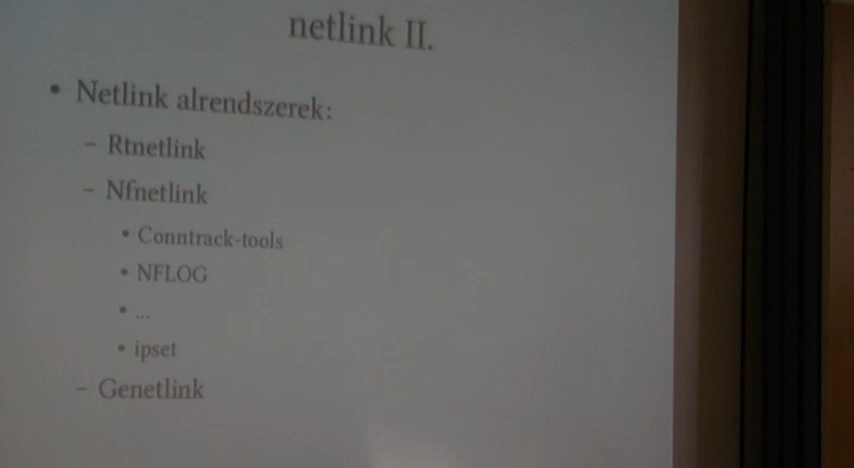 netlink II.
• Netlink alrendszerek:
– Rtnetlink
– Nfnetlink
• Conntrack-tools
• NFLOG
• ...
• ipset
– Genetlink